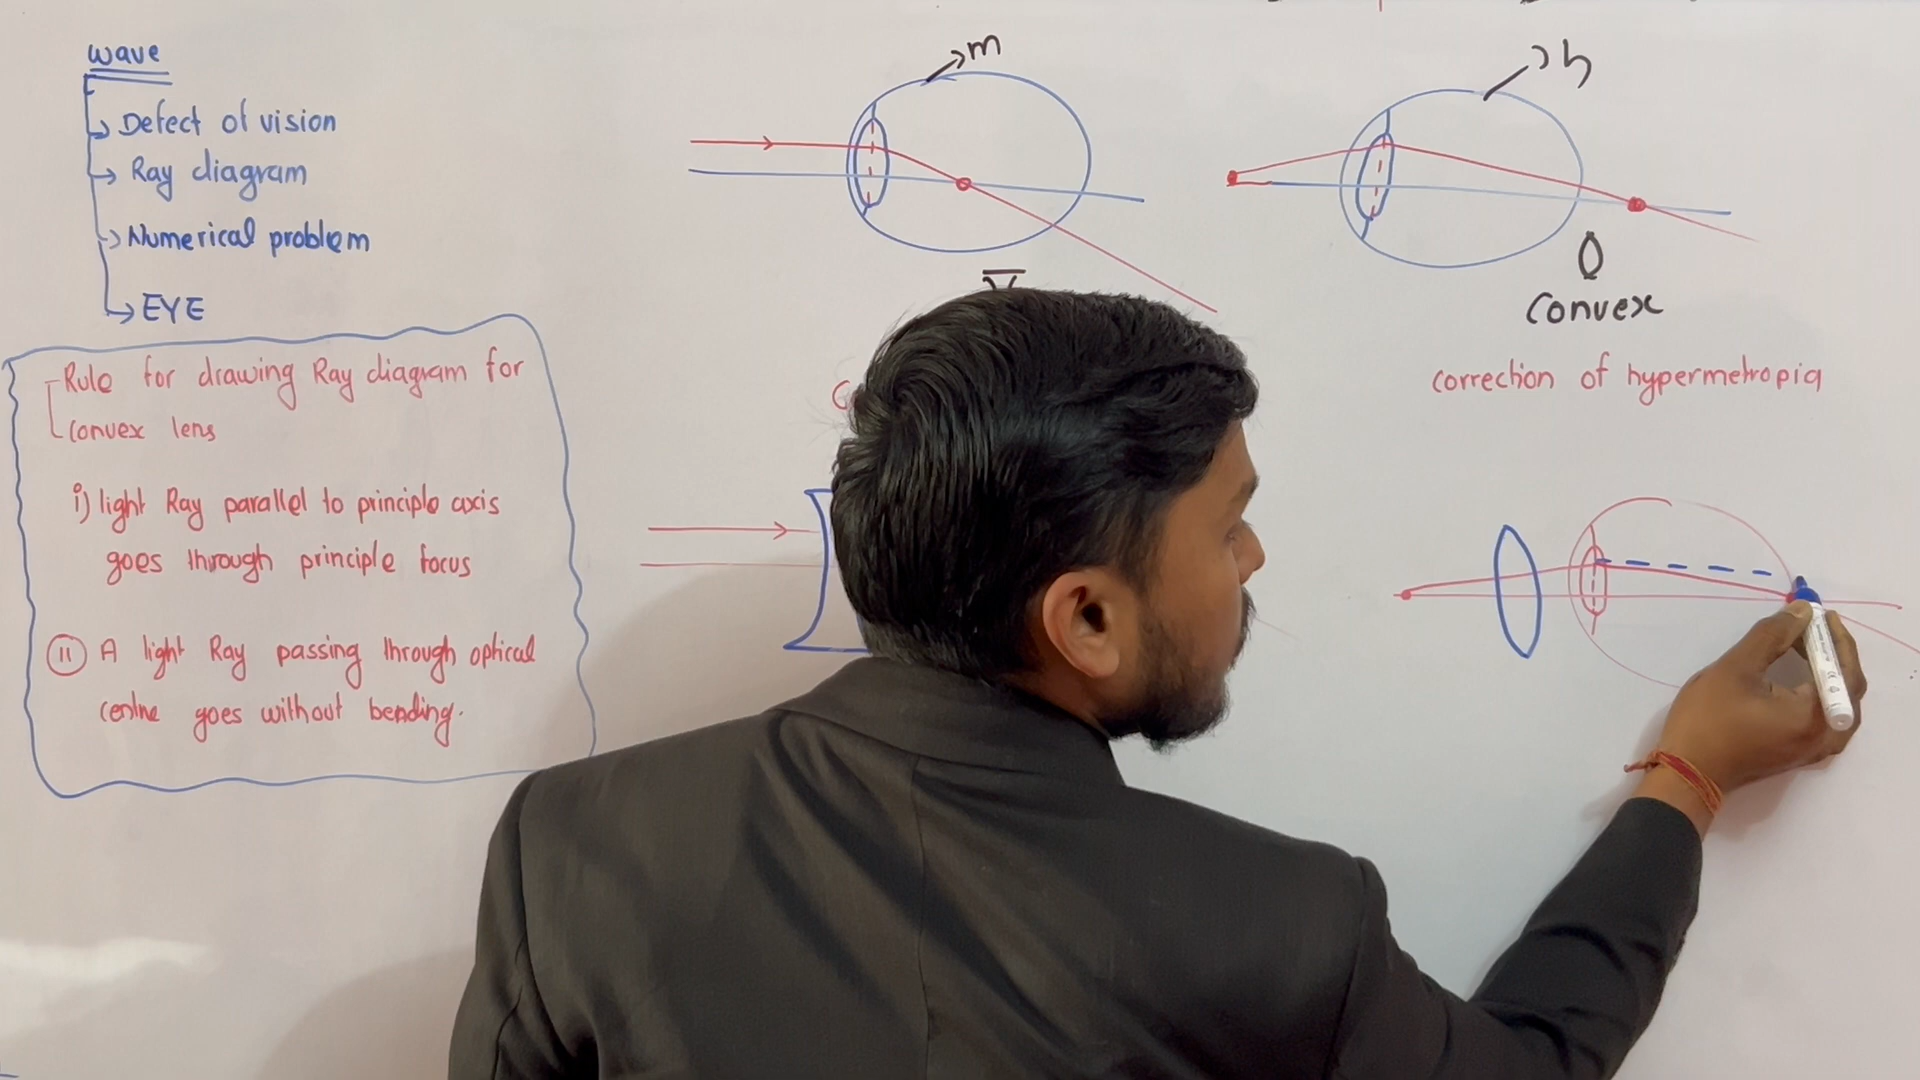 wave
Defect of vision
Ray diagram
Numerical problem
EYE
Rule for drawing Ray diagram for
convex lens
i) light Ray parallel to principle axis
goes through principle focus
(11) A light Ray passing through optical
centre goes without bending.
m
h
Convex
correction of hypermetropia